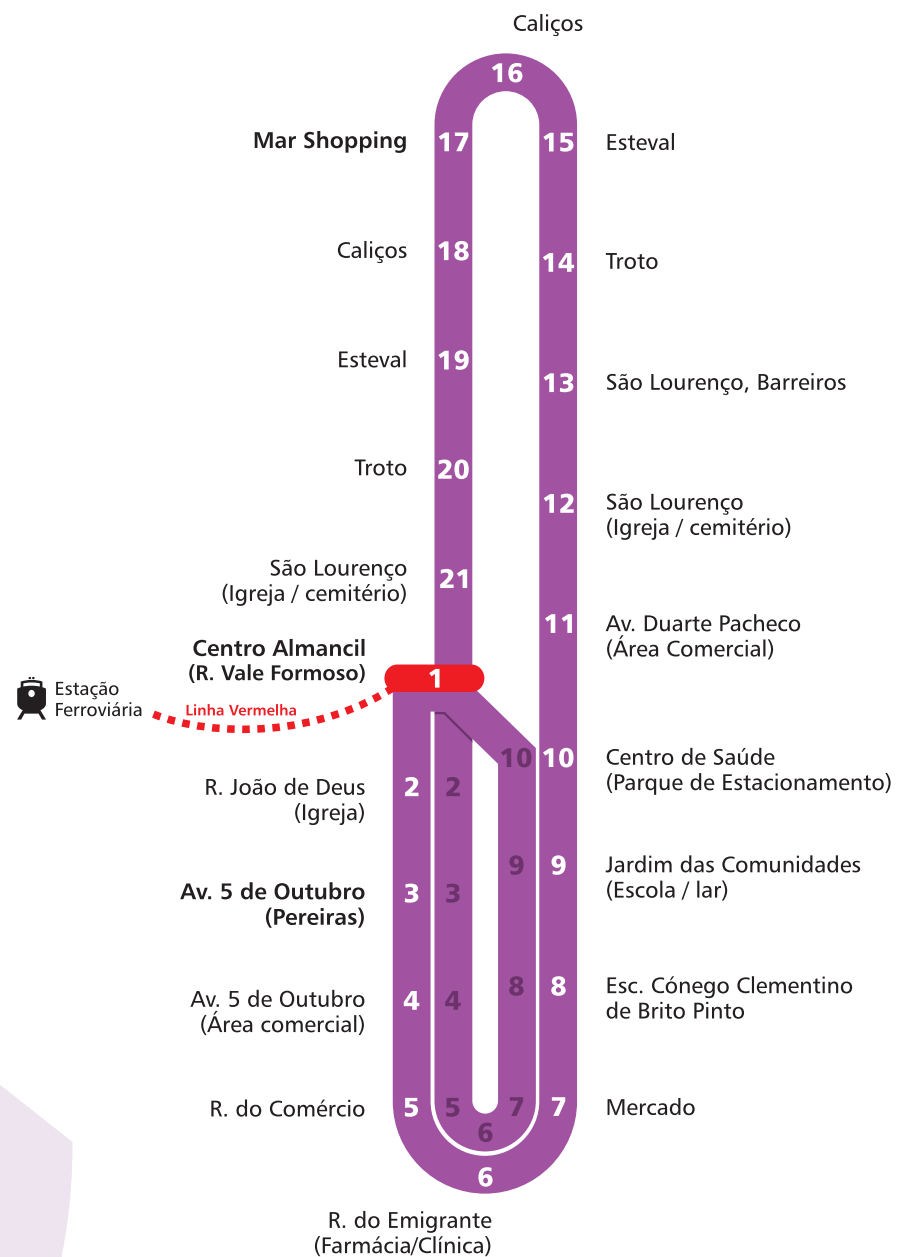 Caliços
16
Mar Shopping
17
15
Esteval
Caliços
18
14
Troto
Esteval
19
13
São Lourenço, Barreiros
Troto
20
12
São Lourenço
(Igreja / cemitério)
São Lourenço
(Igreja / cemitério)
21
11
Av. Duarte Pacheco
(Área Comercial)
Centro Almancil
(R. Vale Formoso)
1
Estação
Ferroviária
Linha Vermelha
10
10
Centro de Saúde
(Parque de Estacionamento)
R. João de Deus
(Igreja)
2
2
9
9
Jardim das Comunidades
(Escola / lar)
Av. 5 de Outubro
(Pereiras)
3
3
8
8
Esc. Cónego Clementino
de Brito Pinto
Av. 5 de Outubro
(Área comercial)
4
4
R. do Comércio
5
5
7
7
Mercado
6
6
R. do Emigrante
(Farmácia/Clínica)